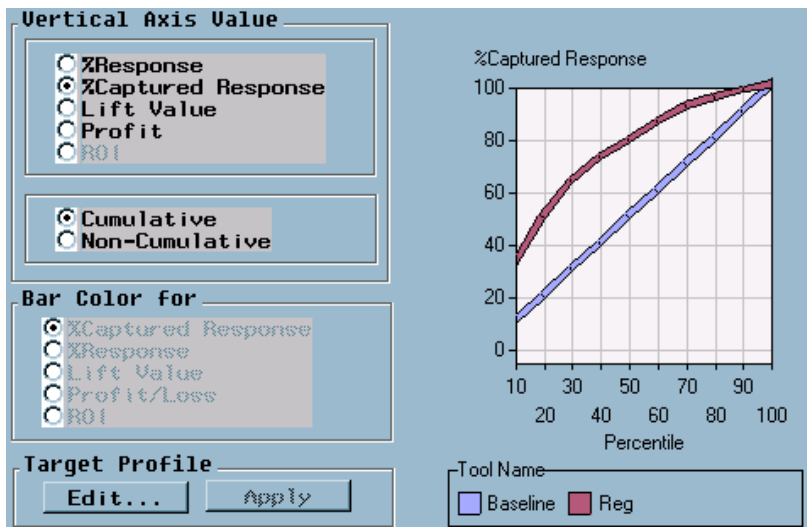 Vertical Axis Value
%Response
%Captured Response
Lift Value
Profit
ROI
Cumulative
Non-Cumulative
Bar Color for
%Captured Response
%Response
Lift Value
Profit/Loss
ROI
Target Profile
Edit... Apply
%Captured Response
100
80
60
40
20
0
10 30 50 70 90
20 40 60 80 100
Percentile
Tool Name
Baseline Reg